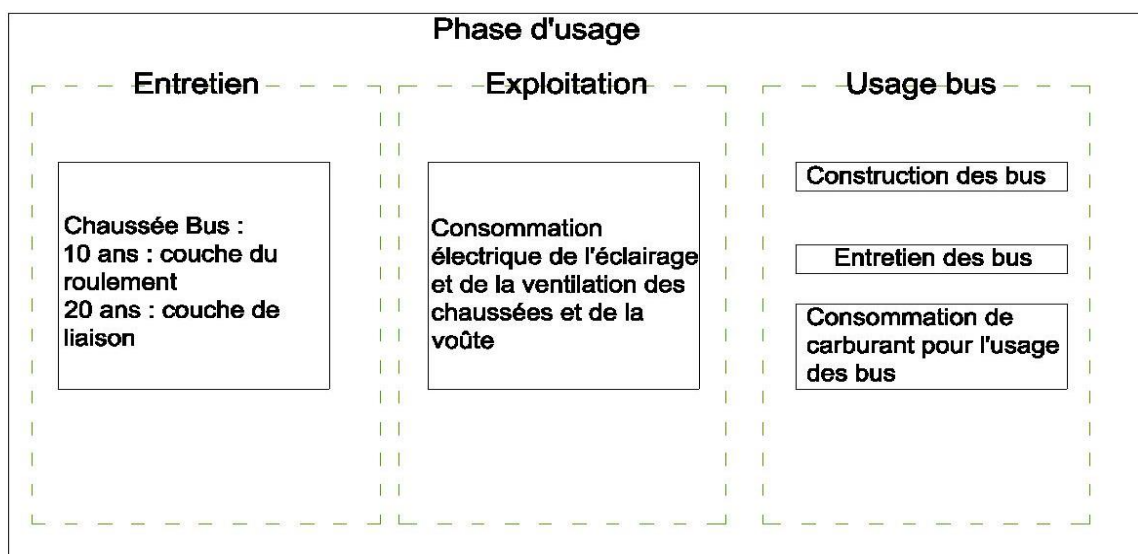 Phase d'usage
Entretien
Chaussée Bus :
10 ans : couche du
roulement
20 ans : couche de
liaison
Exploitation
Consommation
électrique de l'éclairage
et de la ventilation des
chaussées et de la
voûte
Usage bus
Construction des bus
Entretien des bus
Consommation de
carburant pour l'usage
des bus